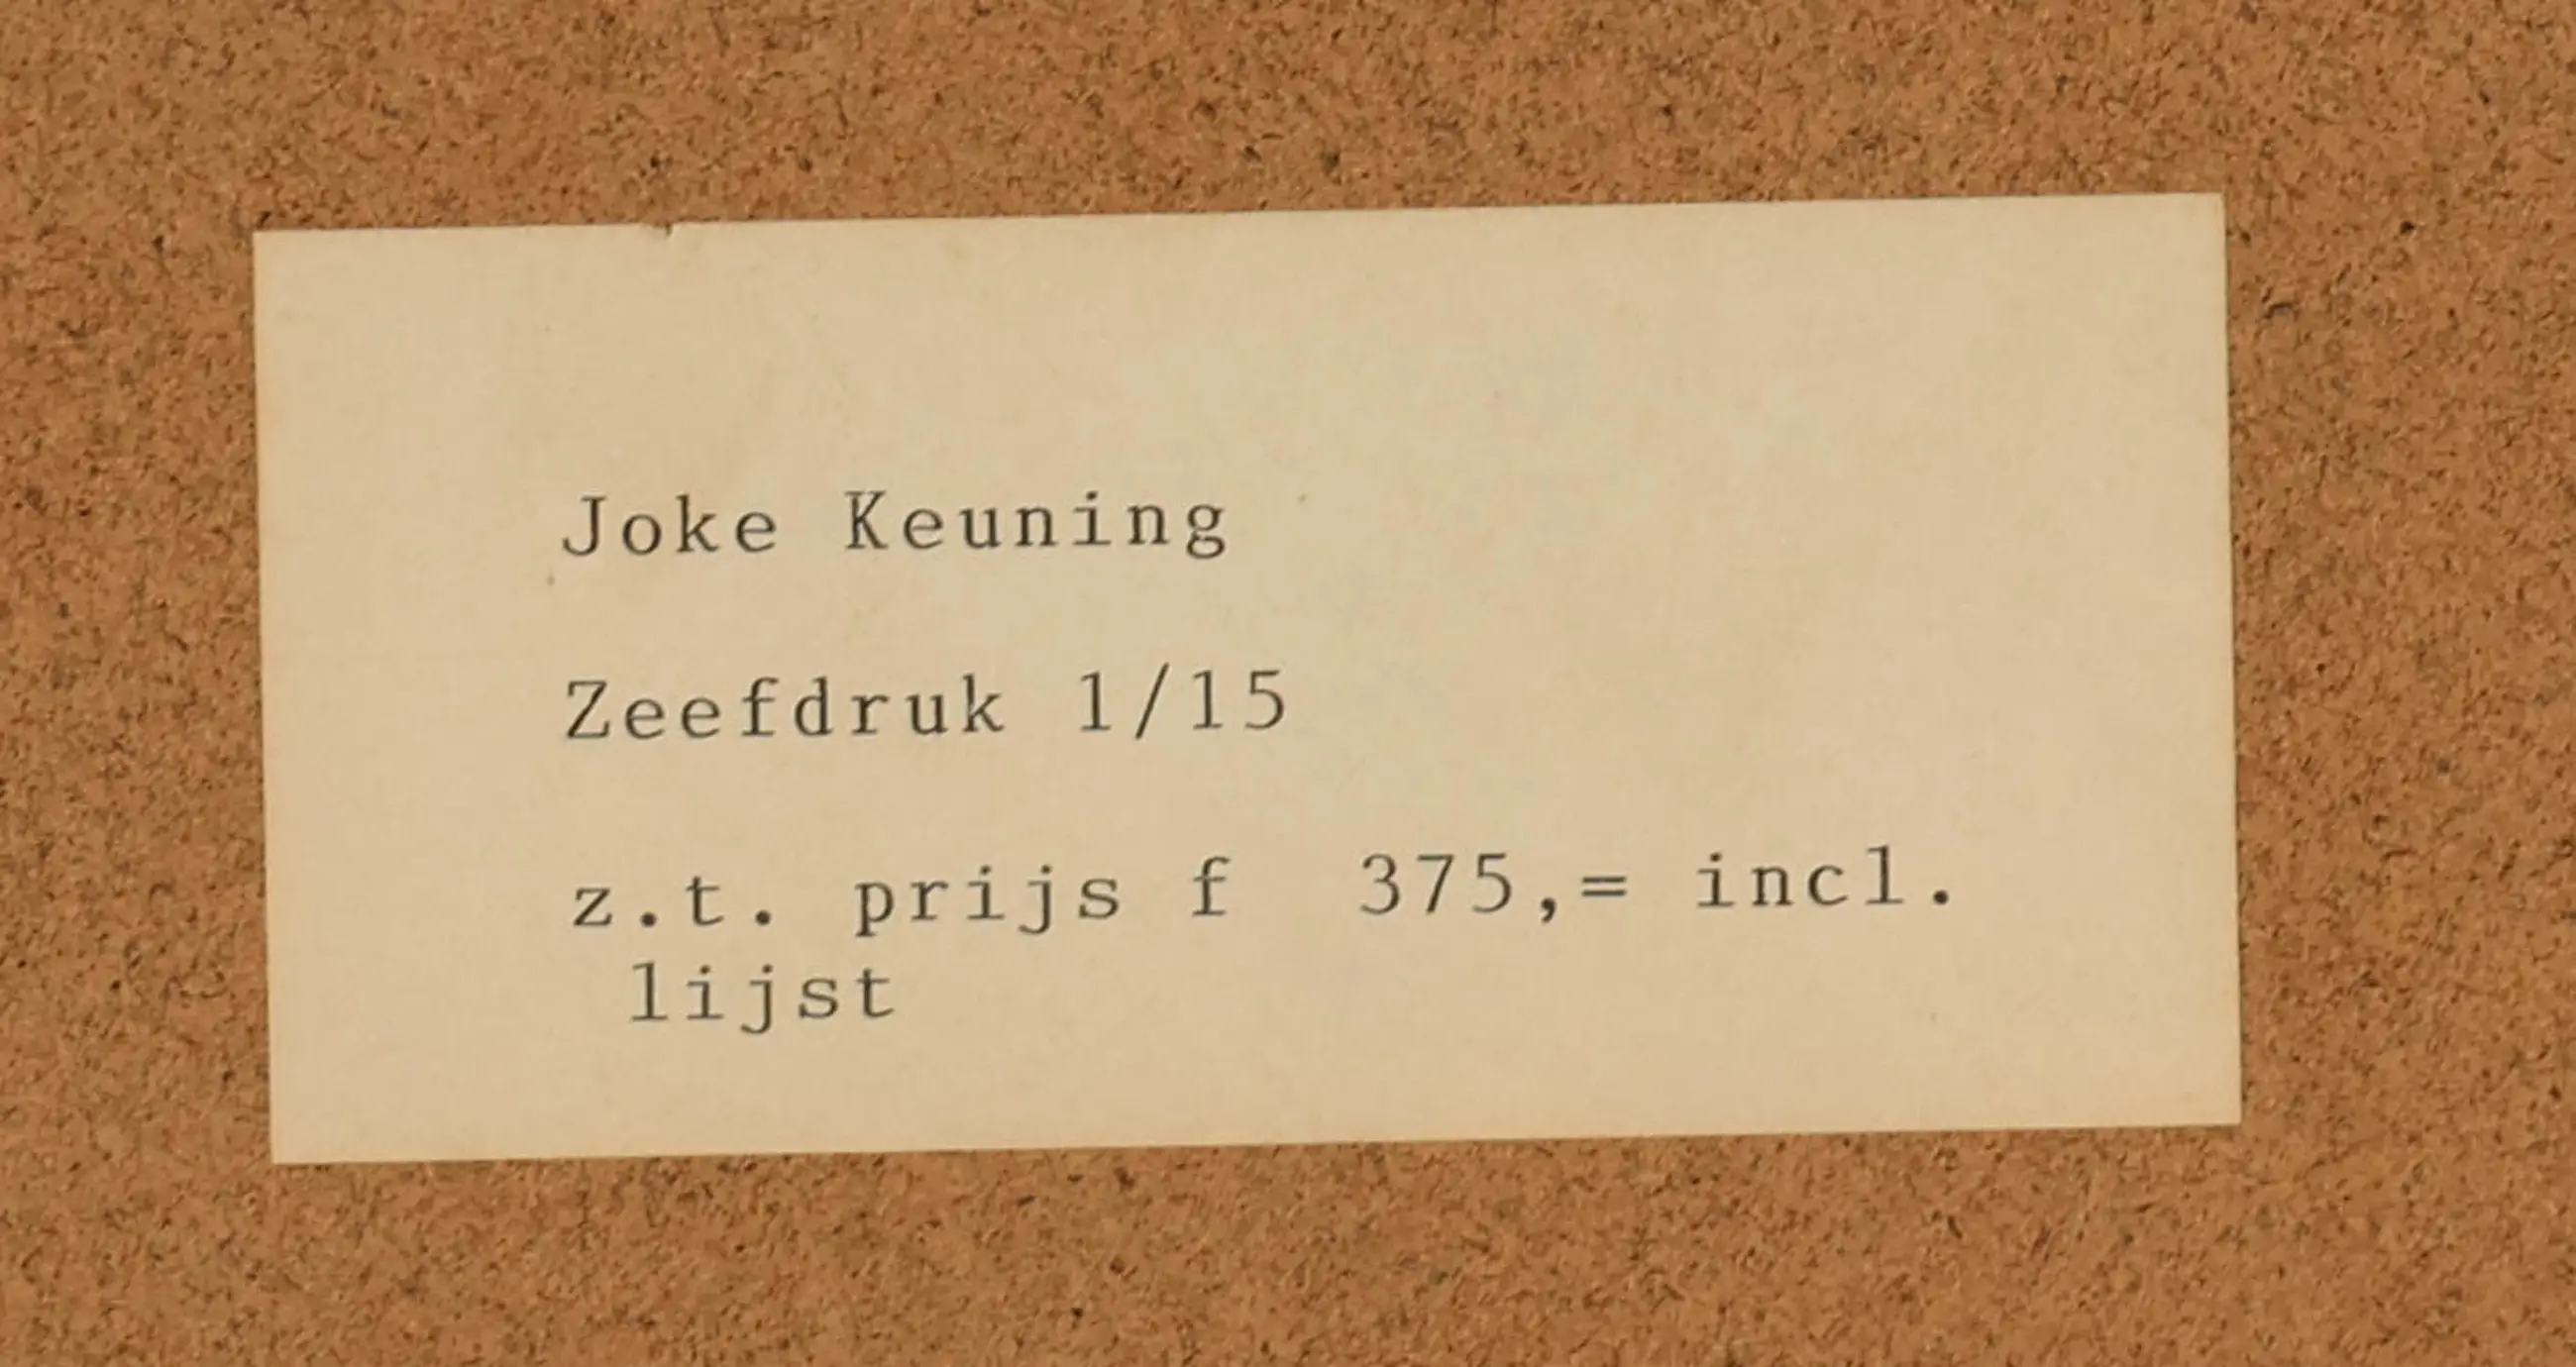 Joke Keuning
Zeefdruk 1/15
z.t. prijs f  375,= incl.
lijst